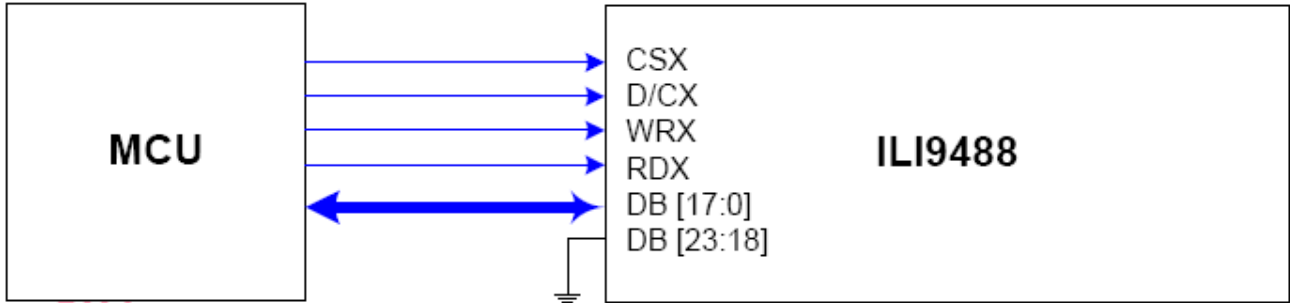 MCU
CSX
D/CX
WRX
RDX
DB [17:0]
DB [23:18]
ILI9488